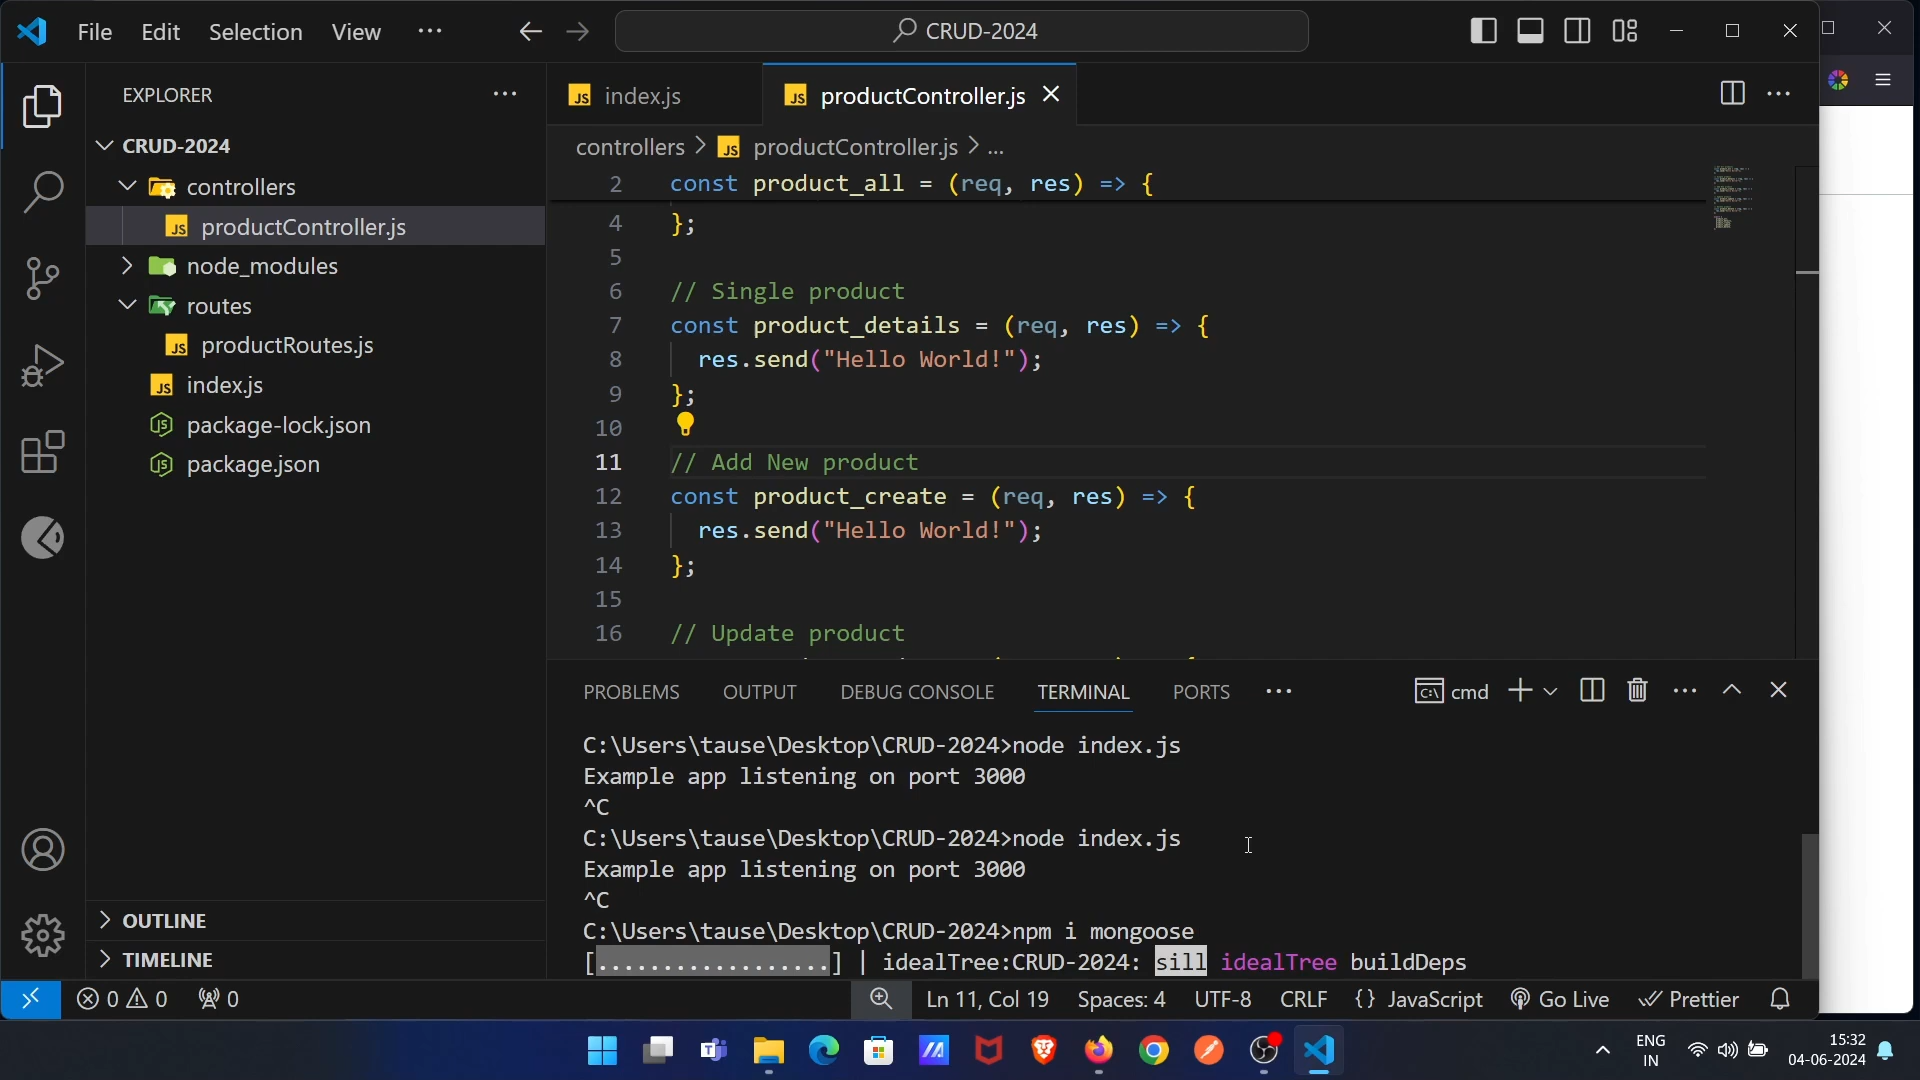 File Edit Selection View ···
CRUD-2024
EXPLORER
CRUD-2024
controllers
productController.js
node_modules
routes
productRoutes.js
index.js
package-lock.json
package.json
OUTLINE
TIMELINE
index.js
productController.js
controllers > productController.js > ...
2 const product_all = (req, res) => {
4 };
5
6 // Single product
7 const product_details = (req, res) => {
8 res.send("Hello World!");
9 };
10
11 // Add New product
12 const product_create = (req, res) => {
13 res.send("Hello World!");
14 };
15
16 // Update product
PROBLEMS OUTPUT DEBUG CONSOLE TERMINAL PORTS ···
cmd
C:\Users\tause\Desktop\CRUD-2024>node index.js
Example app listening on port 3000
^C
C:\Users\tause\Desktop\CRUD-2024>node index.js
Example app listening on port 3000
^C
C:\Users\tause\Desktop\CRUD-2024>npm i mongoose
[..................] | idealTree:CRUD-2024: sill idealTree buildDeps
0 0 0
Ln 11, Col 19 Spaces: 4 UTF-8 CRLF {} JavaScript Go Live Prettier
ENG
IN
15:32
04-06-2024